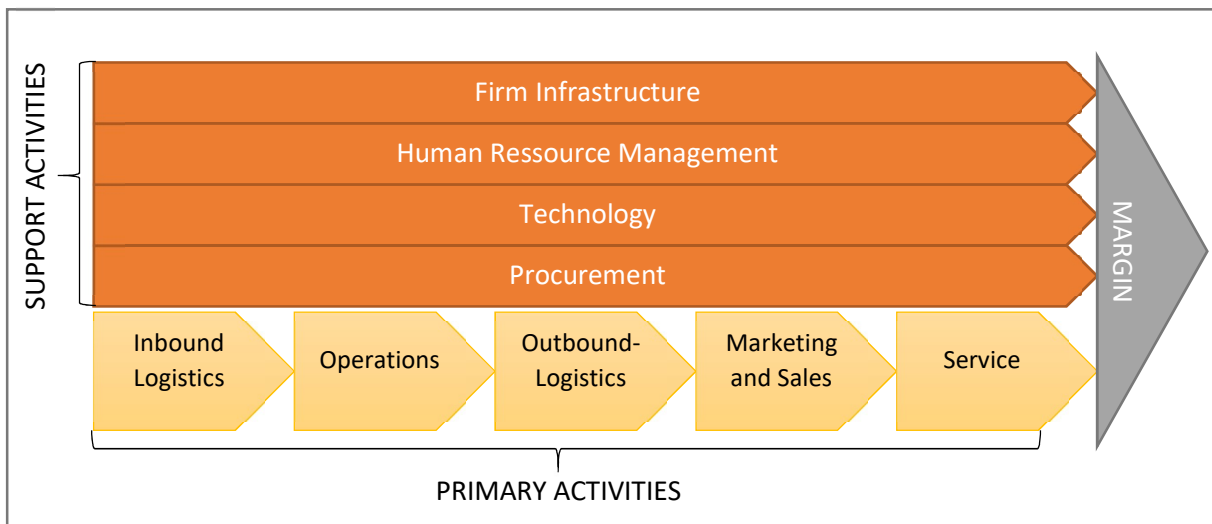 SUPPORT ACTIVITIES
Firm Infrastructure
Human Ressource Management
Technology
Procurement
MARGIN
Inbound
Logistics
Operations
Outbound-
Logistics
Marketing
and Sales
Service
PRIMARY ACTIVITIES